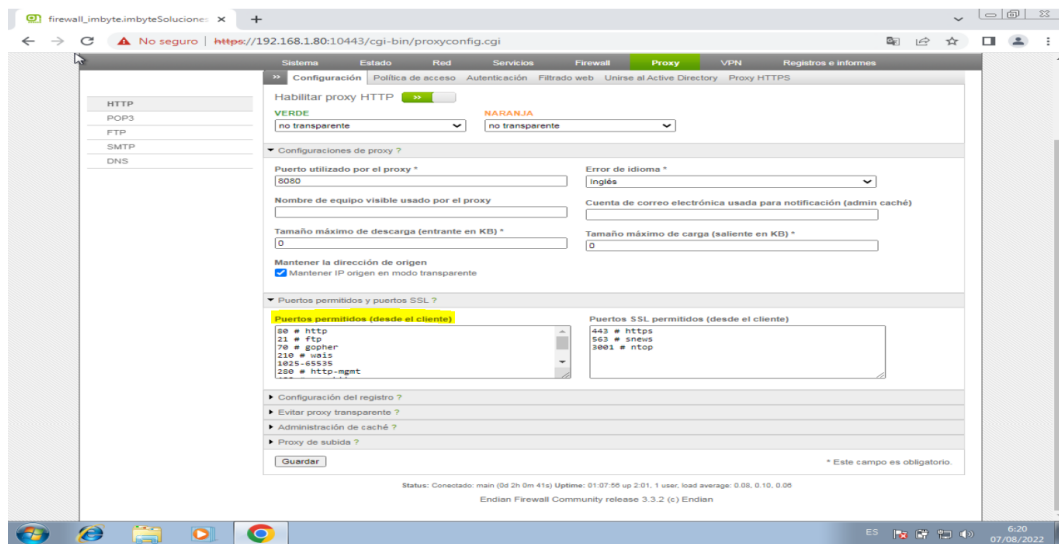 firewall_imbyte.imbyteSolucione
No seguro | https://192.168.1.80:10443/cgi-bin/proxyconfig.cgi
Sistema Estado Red Servicios Firewall Proxy VPN Registros e informes
>> Configuración Política de acceso Autenticación Filtrado web Unirse al Active Directory Proxy HTTPS
HTTP
POP3
FTP
SMTP
DNS
Habilitar proxy HTTP >>
VERDE NARANJA
no transparente no transparente
Configuraciones de proxy ?
Puerto utilizado por el proxy * Error de idioma *
8080 Inglés
Nombre de equipo visible usado por el proxy Cuenta de correo electrónica usada para notificación (admin caché)
Tamaño máximo de descarga (entrante en KB) * Tamaño máximo de carga (saliente en KB) *
0 0
Mantener la dirección de origen
Mantener IP origen en modo transparente
Puertos permitidos y puertos SSL ?
Puertos permitidos (desde el cliente) Puertos SSL permitidos (desde el cliente)
80 # http 443 # https
21 # ftp 563 # snews
70 # gopher 3001 # ntop
210 # wais
1025-65535
280 # http-mgmt
Configuración del registro ?
Evitar proxy transparente ?
Administración de caché ?
Proxy de subida ?
Guardar * Este campo es obligatorio.
Status: Conectado: main (0d 2h 0m 41s) Uptime: 01:07:56 up 2:01, 1 user, load average: 0.08, 0.10, 0.06
Endian Firewall Community release 3.3.2 (c) Endian
ES 6:20
07/08/2022